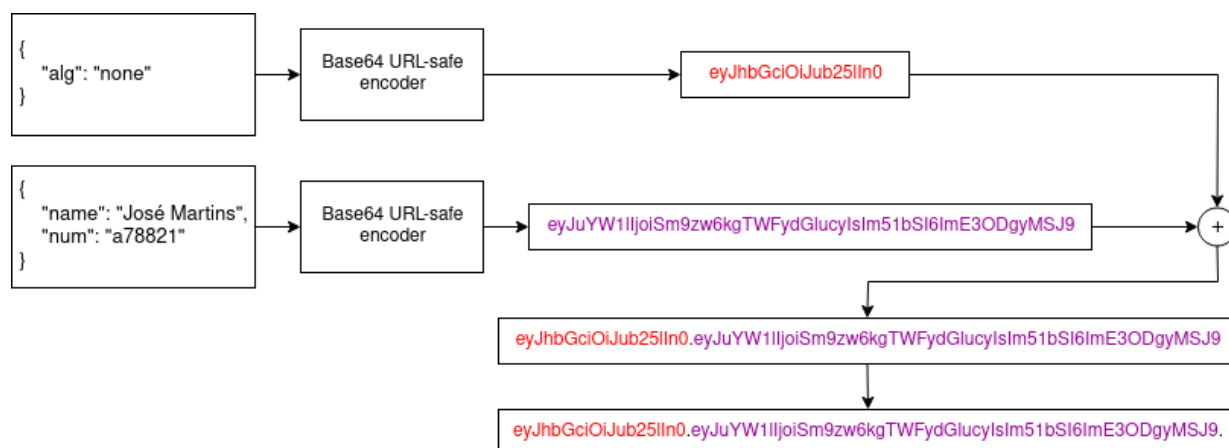 {
"alg": "none"
}
Base64 URL-safe
encoder
eyJhbGciOiJub25lIn0
{
"name": "José Martins",
"num": "a78821"
}
Base64 URL-safe
encoder
eyJuYW1lIjoiSm9zw6kgTWFydGlucyIsIm51bSI6ImE3ODgyMSJ9
+
eyJhbGciOiJub25lIn0.eyJuYW1lIjoiSm9zw6kgTWFydGlucyIsIm51bSI6ImE3ODgyMSJ9
eyJhbGciOiJub25lIn0.eyJuYW1lIjoiSm9zw6kgTWFydGlucyIsIm51bSI6ImE3ODgyMSJ9.